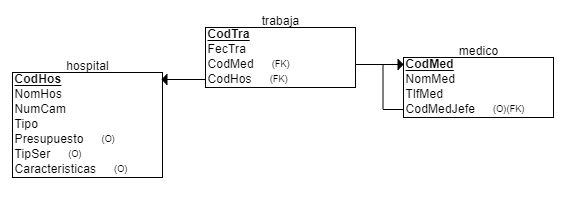 trabaja
CodTra
FecTra
CodMed (FK)
CodHos (FK)
hospital
CodHos
NomHos
NumCam
Tipo
Presupuesto (O)
TipSer (O)
Caracteristicas (O)
medico
CodMed
NomMed
TlfMed
CodMedJefe (O)(FK)